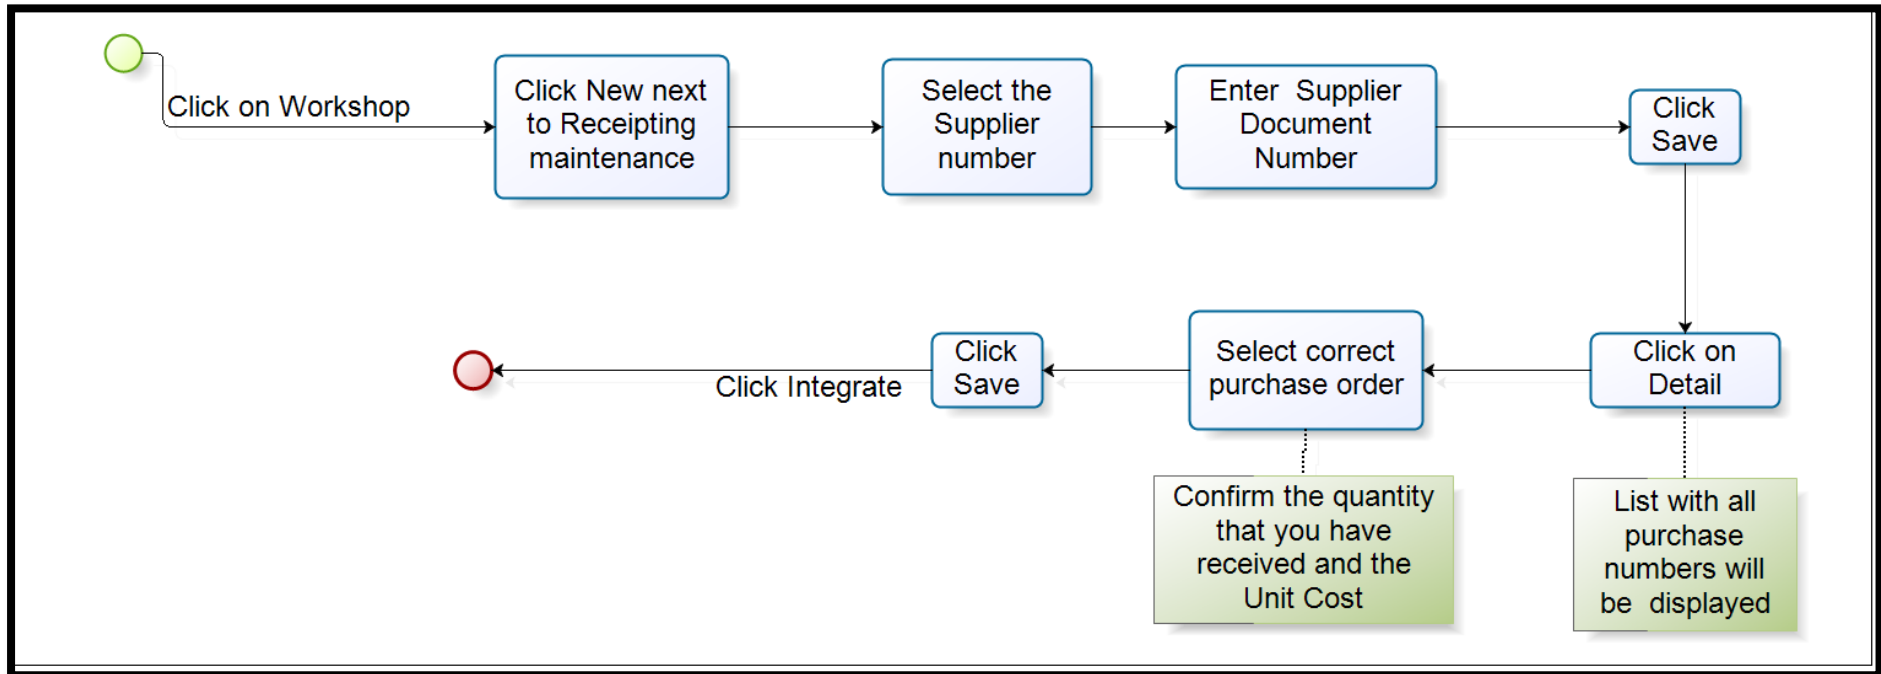 Click on Workshop
Click New next
to Receipting
maintenance
Select the
Supplier
number
Enter  Supplier
Document
Number
Click
Save
Click on
Detail
Select correct
purchase order
Click
Save
Click Integrate
Confirm the quantity
that you have
received and the
Unit Cost
List with all
purchase
numbers will
be  displayed